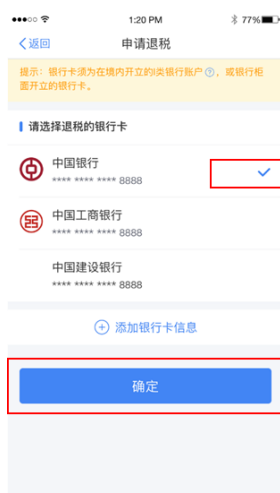 1:20 PM
77%
返回
申请退税
提示：银行卡须为在境内开立的I类银行账户?，或银行柜
面开立的银行卡。
请选择退税的银行卡
中国银行
**** **** **** 8888
中国工商银行
**** **** **** 8888
中国建设银行
**** **** **** 8888
添加银行卡信息
确定